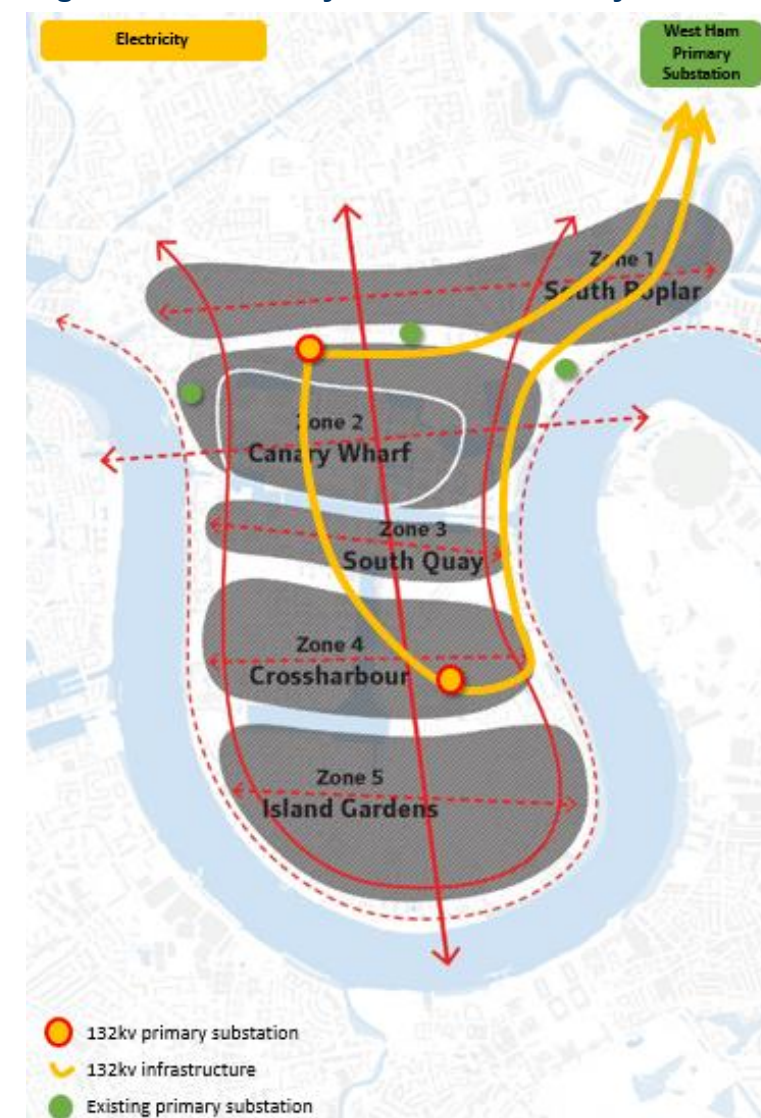 Electricity
West Ham
Primary
Substation
Zone 1
South Poplar
Zone 2
Canary Wharf
Zone 3
South Quay
Zone 4
Crossharbour
Zone 5
Island Gardens
132kv primary substation
132kv infrastructure
Existing primary substation